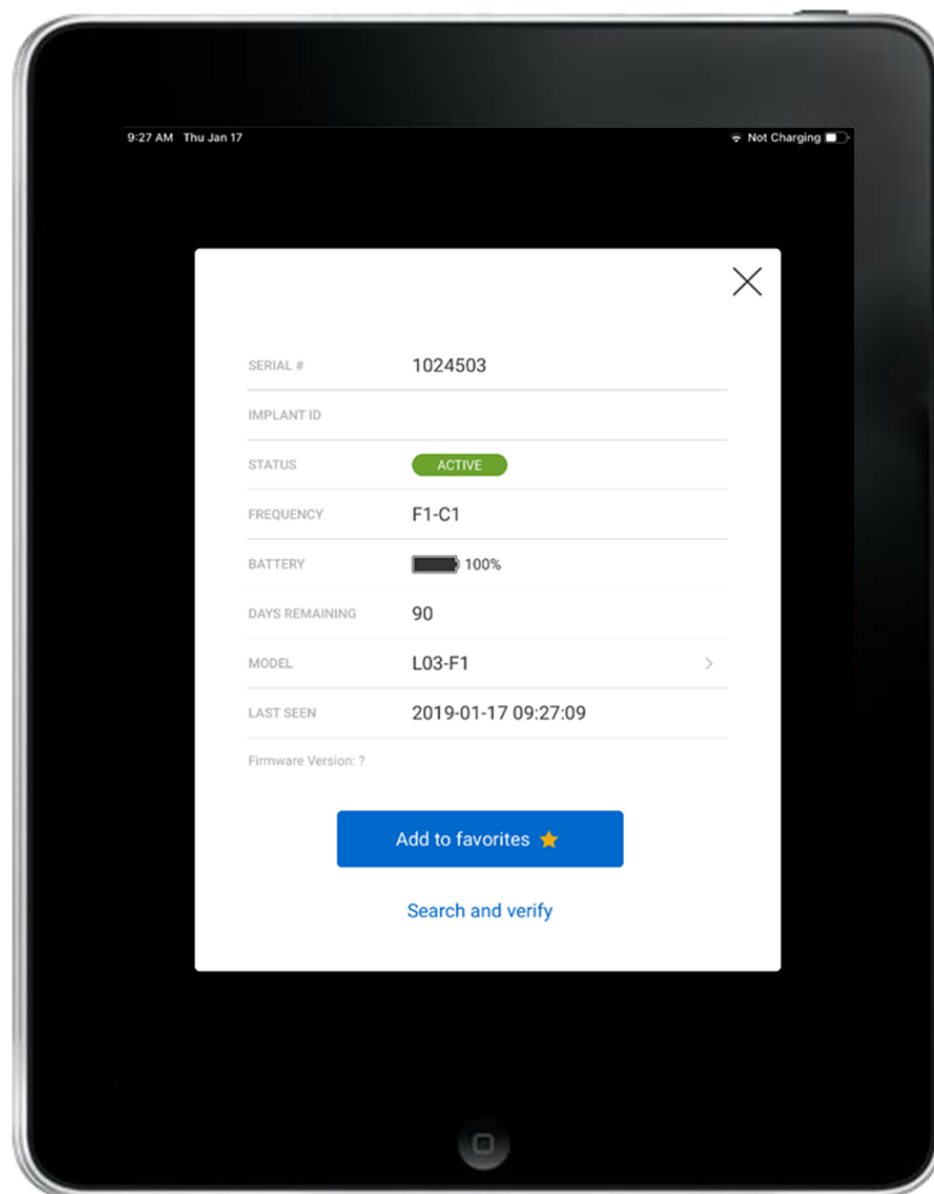 9:27 AM Thu Jan 17 Not Charging
SERIAL # 1024503
IMPLANT ID
STATUS ACTIVE
FREQUENCY F1-C1
BATTERY 100%
DAYS REMAINING 90
MODEL L03-F1
LAST SEEN 2019-01-17 09:27:09
Firmware Version: ?
Add to favorites
Search and verify